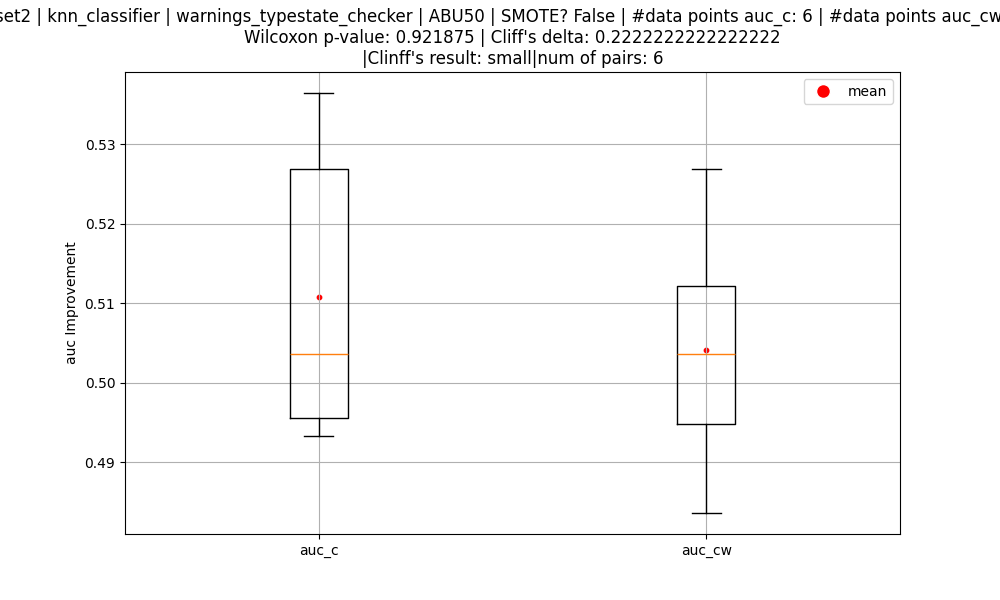 set2 | knn_classifier | warnings_typestate_checker | ABU50 | SMOTE? False | #data points auc_c: 6 | #data points auc_cw
Wilcoxon p-value: 0.921875 | Cliff's delta: 0.2222222222222222
|Clinff's result: small|num of pairs: 6
mean
0.53
0.52
0.51
0.50
0.49
auc Improvement
auc_c
auc_cw